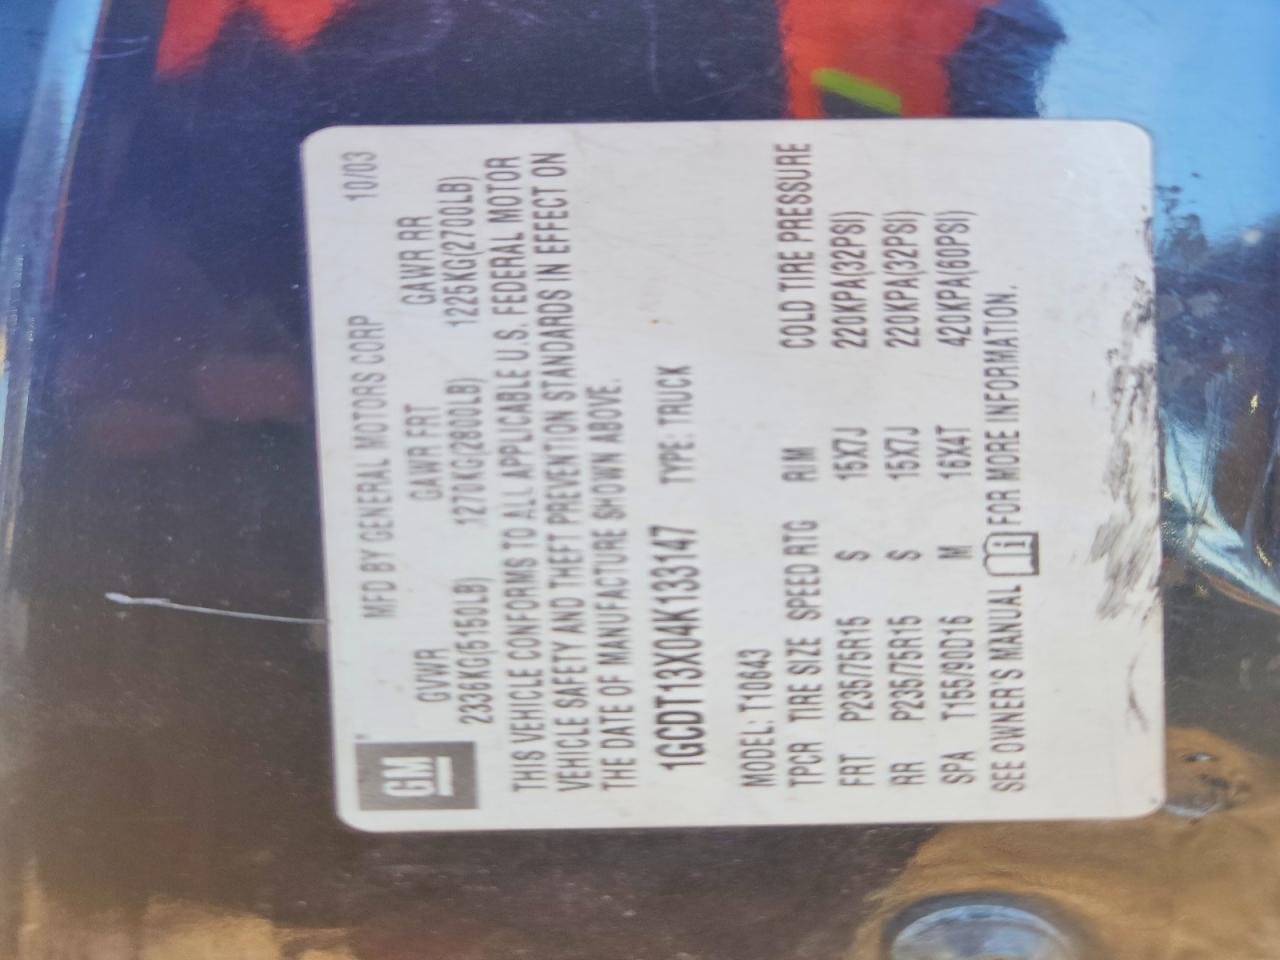 GM
MFD BY GENERAL MOTORS CORP 10/03
GVWR GAWR FRT GAWR RR
2336KG(5150LB) 1270KG(2800LB) 1225KG(2700LB)
THIS VEHICLE CONFORMS TO ALL APPLICABLE U.S. FEDERAL MOTOR
VEHICLE SAFETY AND THEFT PREVENTION STANDARDS IN EFFECT ON
THE DATE OF MANUFACTURE SHOWN ABOVE.
1GCDT13X04K133147 TYPE: TRUCK
MODEL: T10643
TPCR TIRE SIZE SPEED RTG RIM COLD TIRE PRESSURE
FRT P235/75R15 S 15X7J 220KPA(32PSI)
RR P235/75R15 S 15X7J 220KPA(32PSI)
SPA T155/90D16 M 16X4T 420KPA(60PSI)
SEE OWNER'S MANUAL i FOR MORE INFORMATION.